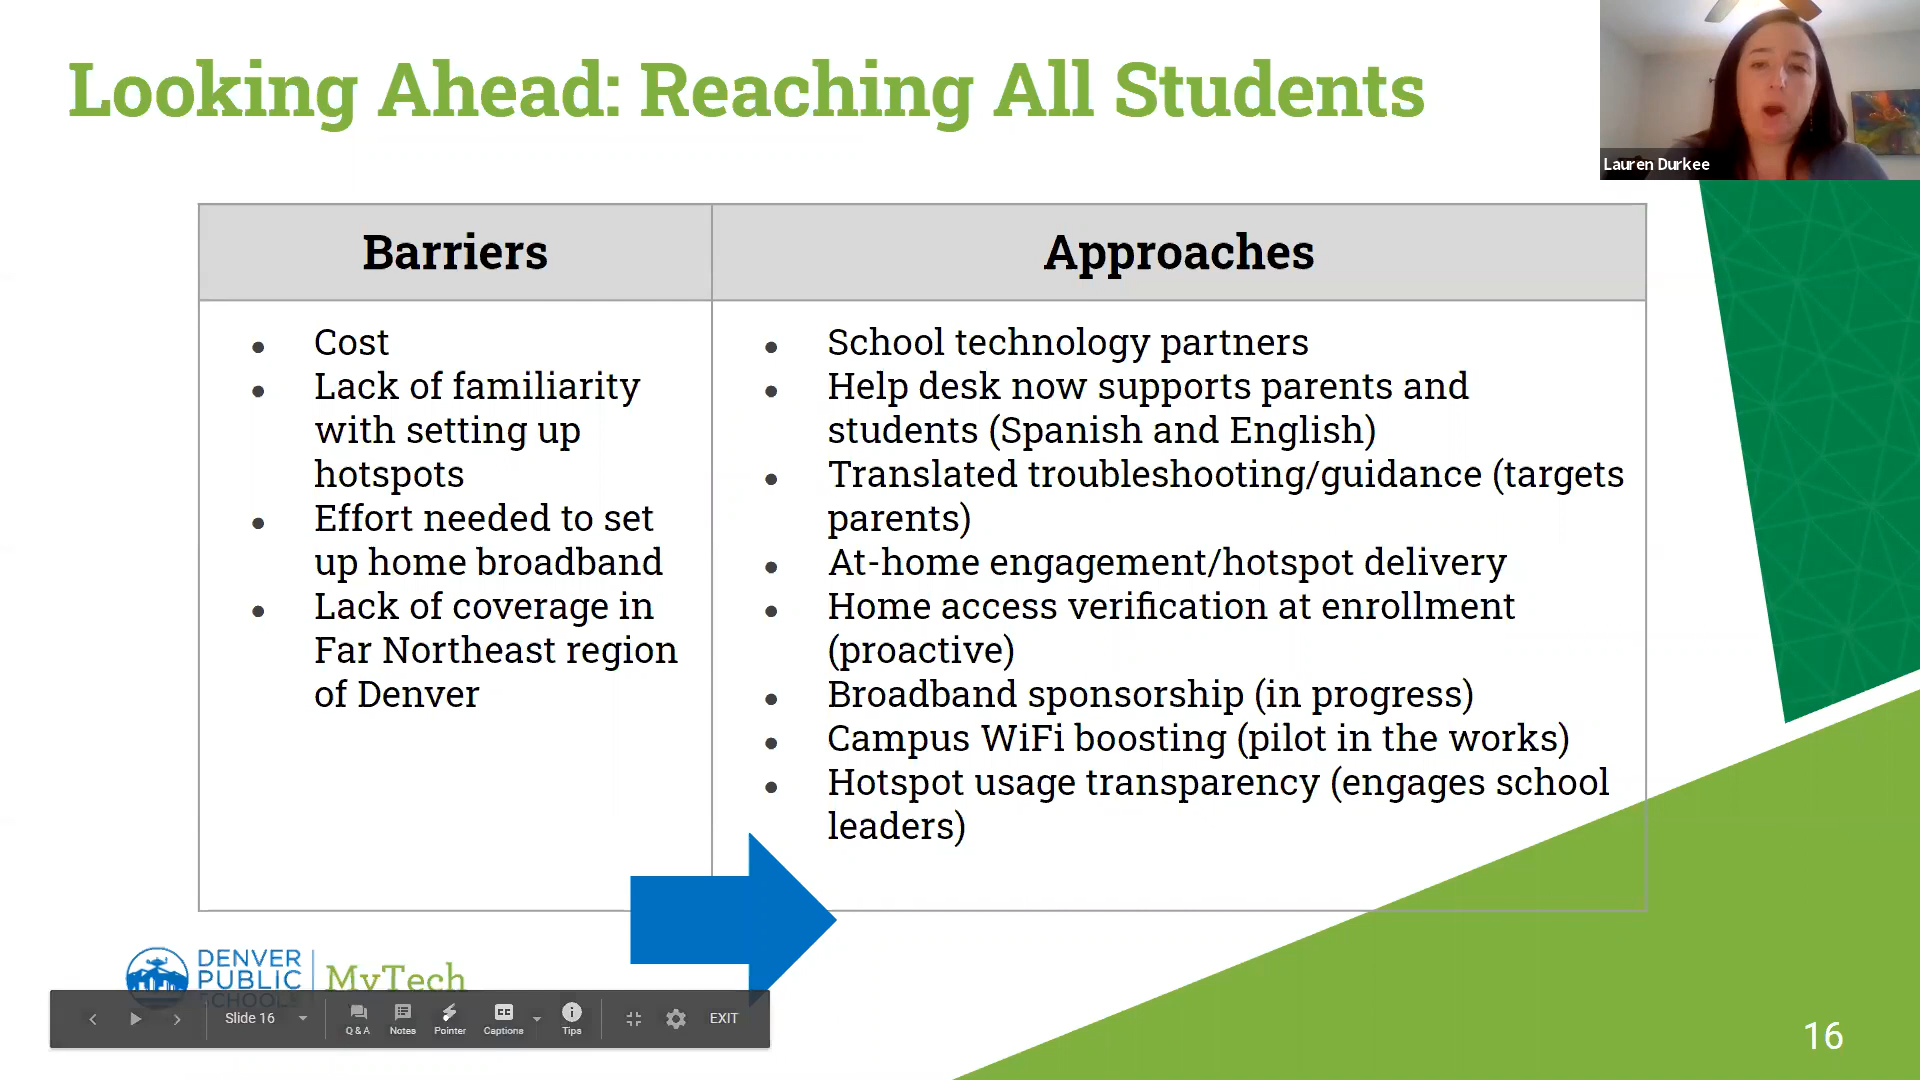 Looking Ahead: Reaching All Students
Lauren Durkee
Barriers
Approaches
Cost
Lack of familiarity
with setting up
hotspots
Effort needed to set
up home broadband
Lack of coverage in
Far Northeast region
of Denver
School technology partners
Help desk now supports parents and
students (Spanish and English)
Translated troubleshooting/guidance (targets
parents)
At-home engagement/hotspot delivery
Home access verification at enrollment
(proactive)
Broadband sponsorship (in progress)
Campus WiFi boosting (pilot in the works)
Hotspot usage transparency (engages school
leaders)
DENVER
PUBLIC
SCHOOLS
MyTech
Slide 16
Q & A
Notes
Pointer
CC
Captions
Tips
EXIT
16